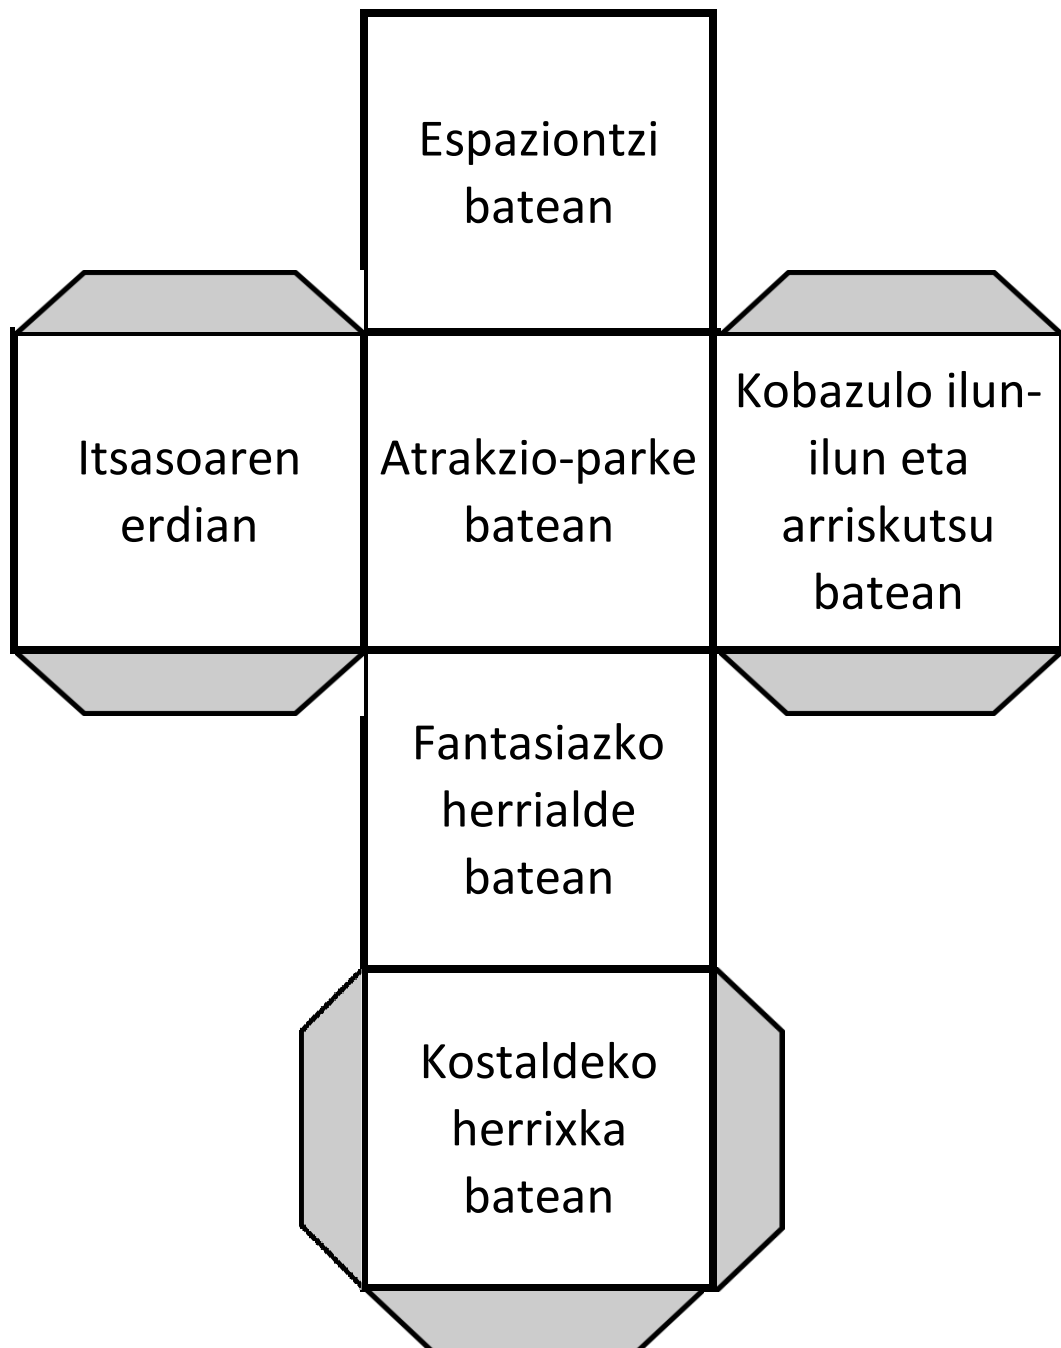 Espaziontzi
batean
Itsasoaren
erdian
Atrakzio-parke
batean
Kobazulo ilun-
ilun eta
arriskutsu
batean
Fantasiazko
herrialde
batean
Kostaldeko
herrixka
batean